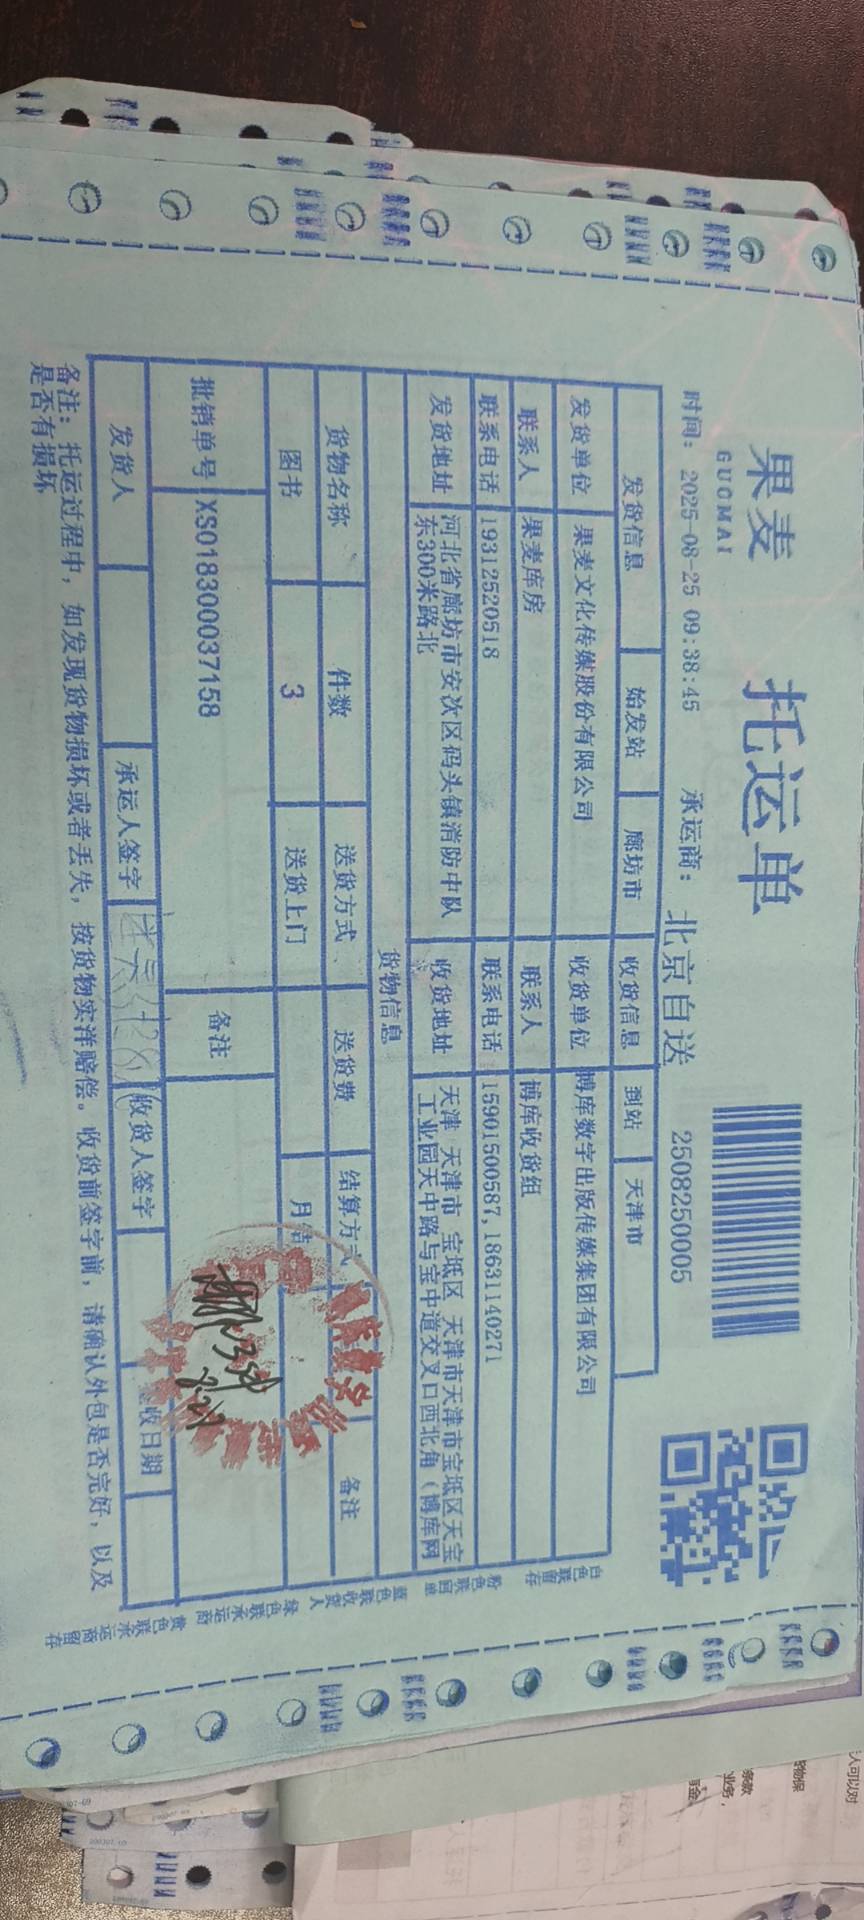 果麦
GUOMAI
托运单
时间: 2025-08-25 09:38:45 承运商: 北京自送 2508250005
发货信息 始发站 廊坊市 收货信息 到站 天津市
发货单位 果麦文化传媒股份有限公司 收货单位 博库数字出版传媒集团有限公司
联系人 果麦库房 联系人 博库收货组
联系电话 19312520518 联系电话 15901500587,18631140271
发货地址 河北省廊坊市安次区码头镇消防中队
东300米路北
收货地址 天津 天津市 宝坻区 天津市天津市宝坻区天宝
工业园天中路与宝中道交叉口西北角(博库网
货物信息
货物名称 件数 送货方式 送货费 结算方式 备注
图书 3 送货上门 月结
批销单号 XS018300037158 备注
发货人 承运人签字 收货人签字 收日期
备注: 托运过程中, 如发现货物损坏或者丢失, 按货物实洋赔偿。收货前签字前, 请确认外包是否完好, 以及
是否有损坏
白色联留存
粉色联回单
蓝色联收货人
绿色联承运商
黄色联承运商留存
人可以对